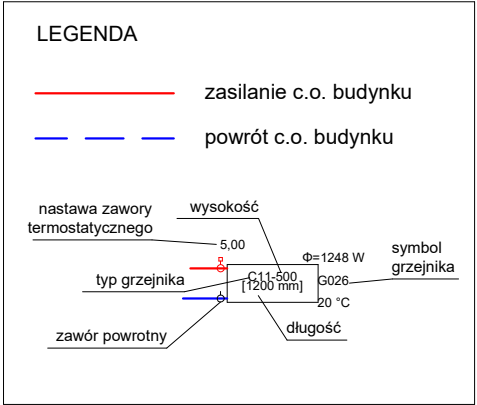 LEGENDA
zasilanie c.o. budynku
powrót c.o. budynku
nastawa zawory
termostatycznego
wysokość
5,00
Φ=1248 W
symbol
grzejnika
typ grzejnika
C11-500
[1200 mm]
G026
20 °C
zawór powrotny
długość